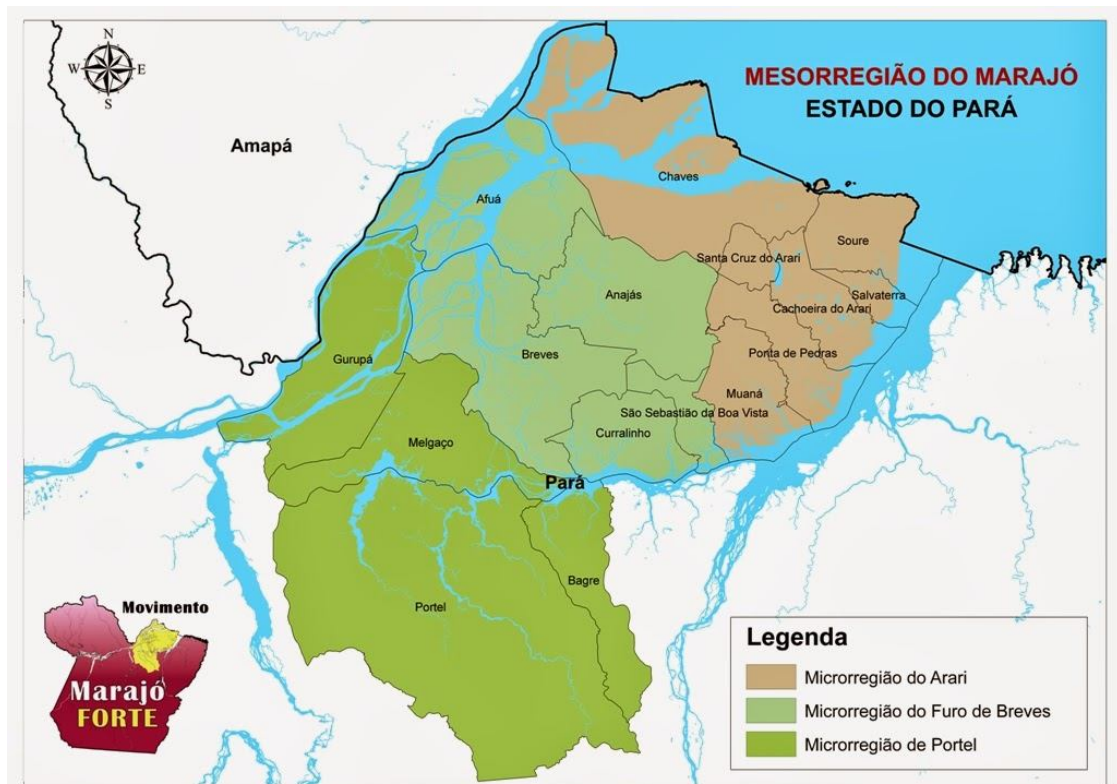 MESORREGIÃO DO MARAJÓ
ESTADO DO PARÁ
N
W E
S
Amapá
Chaves
Afuá
Soure
Santa Cruz do Arari
Anajás
Salvaterra
Cachoeira do Arari
Breves
Ponta de Pedras
Gurupá
Muaná
São Sebastião da Boa Vista
Curralinho
Melgaço
Pará
Bagre
Portel
Movimento
Marajó
FORTE
Legenda
Microrregião do Arari
Microrregião do Furo de Breves
Microrregião de Portel